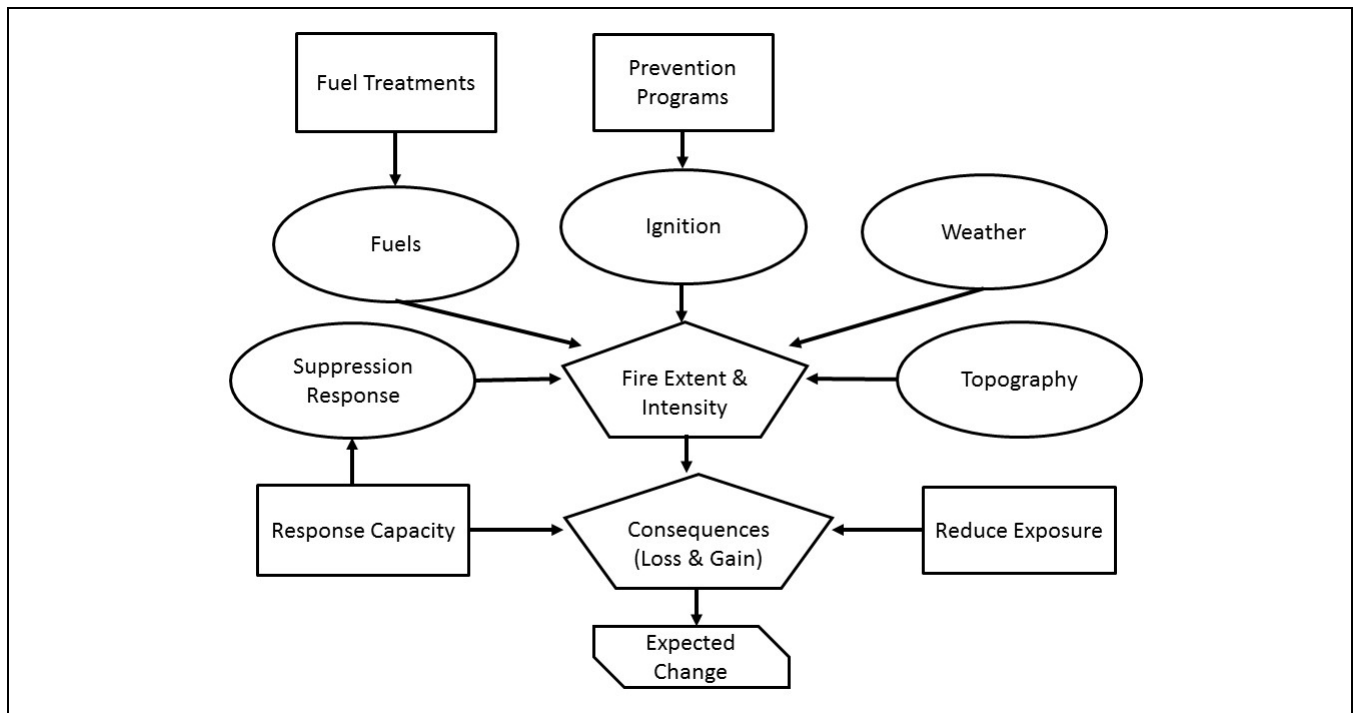 Fuel Treatments
Prevention
Programs
Fuels
Ignition
Weather
Suppression
Response
Fire Extent &
Intensity
Topography
Response Capacity
Consequences
(Loss & Gain)
Reduce Exposure
Expected
Change